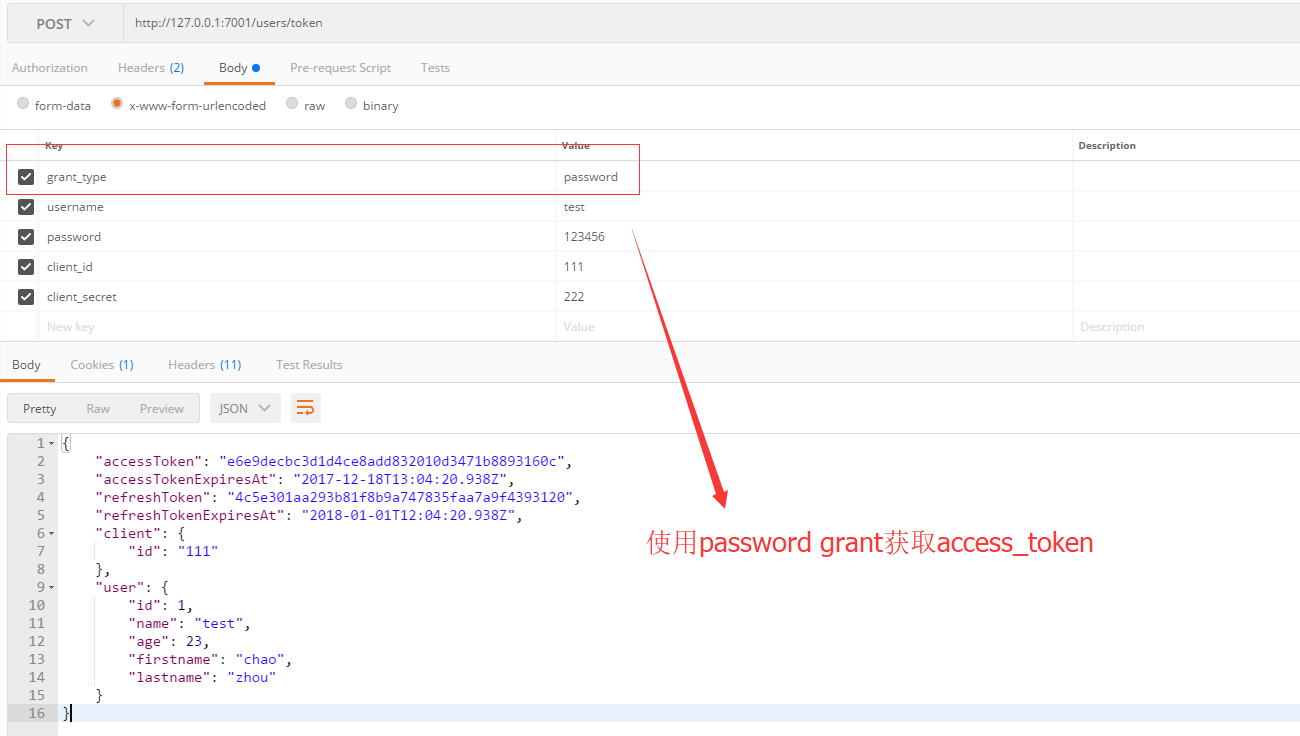 POST http://127.0.0.1:7001/users/token
Authorization Headers (2) Body Pre-request Script Tests
form-data x-www-form-urlencoded raw binary
Key Value Description
grant_type password
username test
password 123456
client_id 111
client_secret 222
New key Value Description
Body Cookies (1) Headers (11) Test Results
Pretty Raw Preview JSON
1 {
2 "accessToken": "e6e9decbc3d1d4ce8add832010d3471b8893160c",
3 "accessTokenExpiresAt": "2017-12-18T13:04:20.938Z",
4 "refreshToken": "4c5e301aa293b81f8b9a747835faa7a9f4393120",
5 "refreshTokenExpiresAt": "2018-01-01T12:04:20.938Z",
6 "client": {
7 "id": "111"
8 },
9 "user": {
10 "id": 1,
11 "name": "test",
12 "age": 23,
13 "firstname": "chao",
14 "lastname": "zhou"
15 }
16 }
使用password grant获取access_token